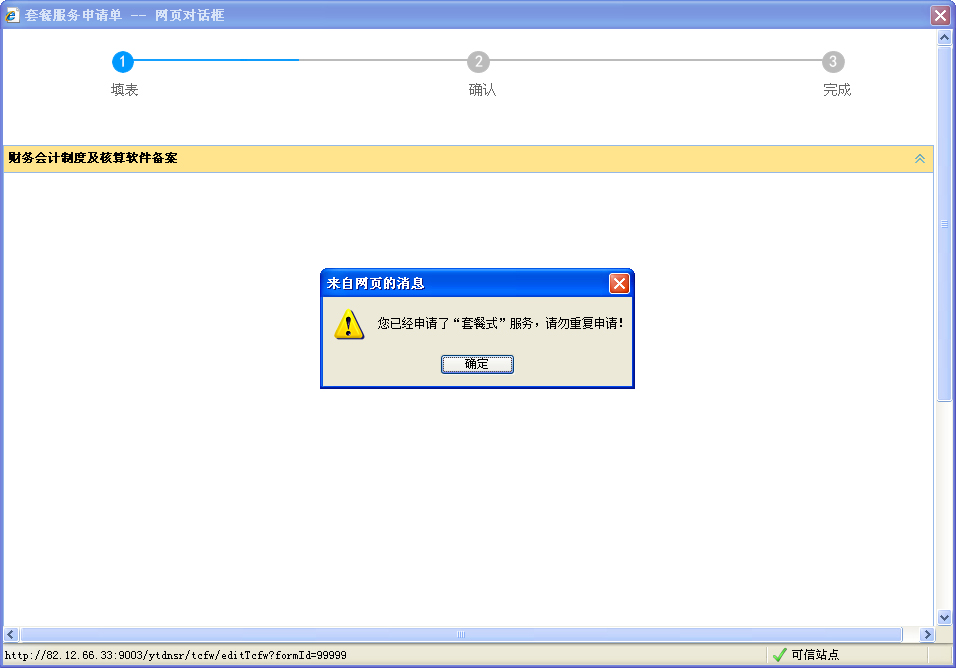 套餐服务申请单 -- 网页对话框
1
2
3
填表
确认
完成
财务会计制度及核算软件备案
来自网页的消息
您已经申请了“套餐式”服务，请勿重复申请！
确定
http://82.12.66.33:9003/ytdnsr/tcfw/editTcfw?formId=99999
可信站点